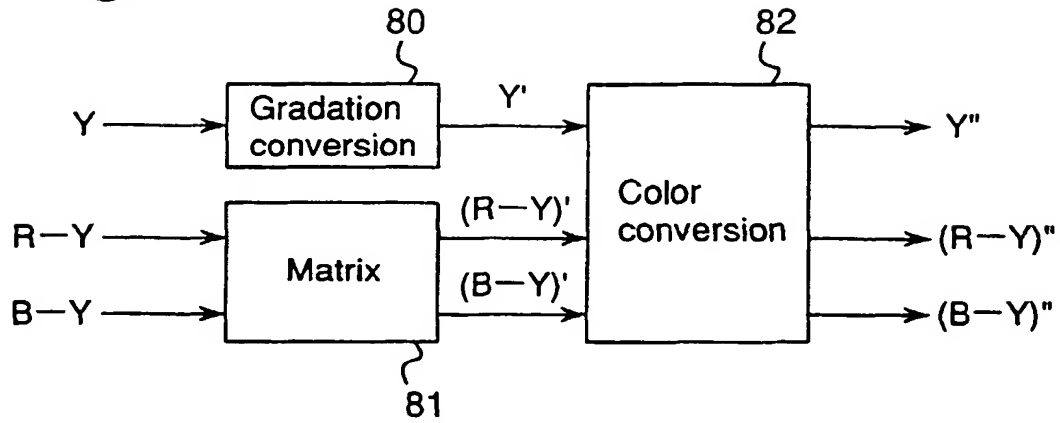 80
82
Y
Gradation
conversion
Y'
Y"
R—Y
B—Y
Matrix
(R—Y)'
(B—Y)'
Color
conversion
(R—Y)"
(B—Y)"
81